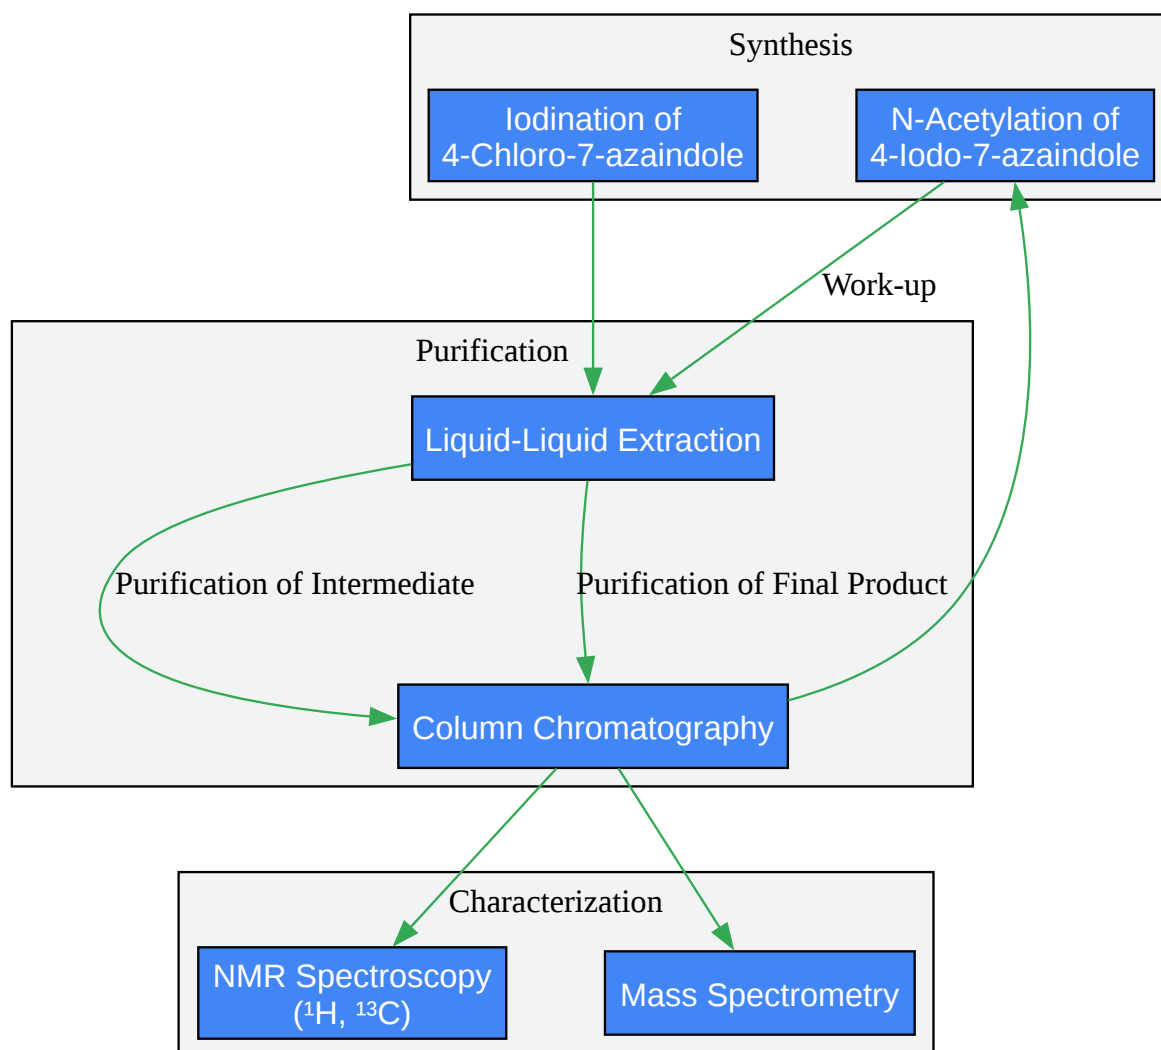 Synthesis
Iodination of
4-Chloro-7-azaindole
N-Acetylation of
4-Iodo-7-azaindole
Work-up
Purification
Liquid-Liquid Extraction
Purification of Intermediate
Purification of Final Product
Column Chromatography
Characterization
NMR Spectroscopy
(¹H, ¹³C)
Mass Spectrometry